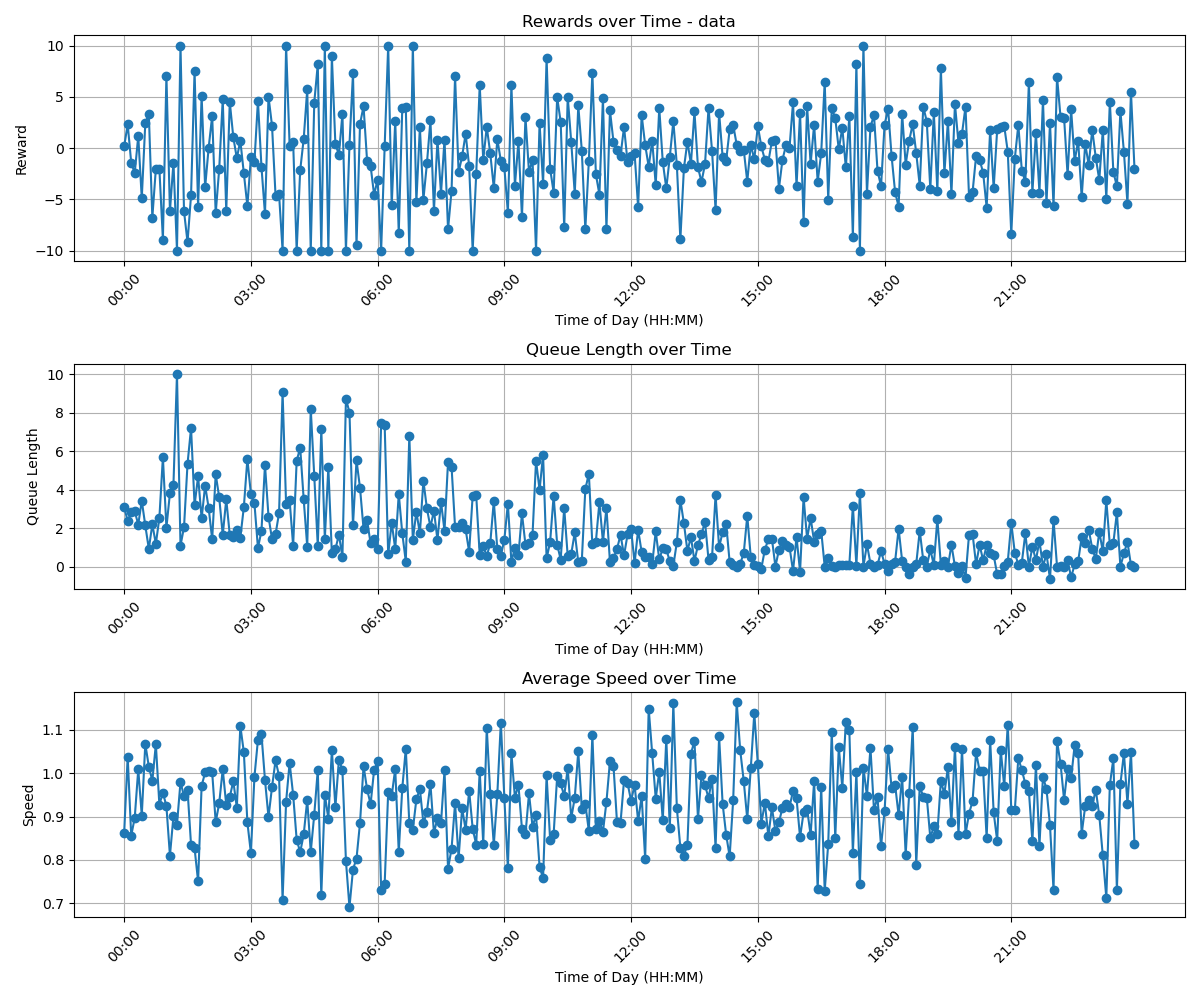 Rewards over Time - data
Reward
10
5
0
−5
−10
00:00 03:00 06:00 09:00 12:00 15:00 18:00 21:00
Time of Day (HH:MM)
Queue Length over Time
Queue Length
10
8
6
4
2
0
00:00 03:00 06:00 09:00 12:00 15:00 18:00 21:00
Time of Day (HH:MM)
Average Speed over Time
Speed
1.1
1.0
0.9
0.8
0.7
00:00 03:00 06:00 09:00 12:00 15:00 18:00 21:00
Time of Day (HH:MM)